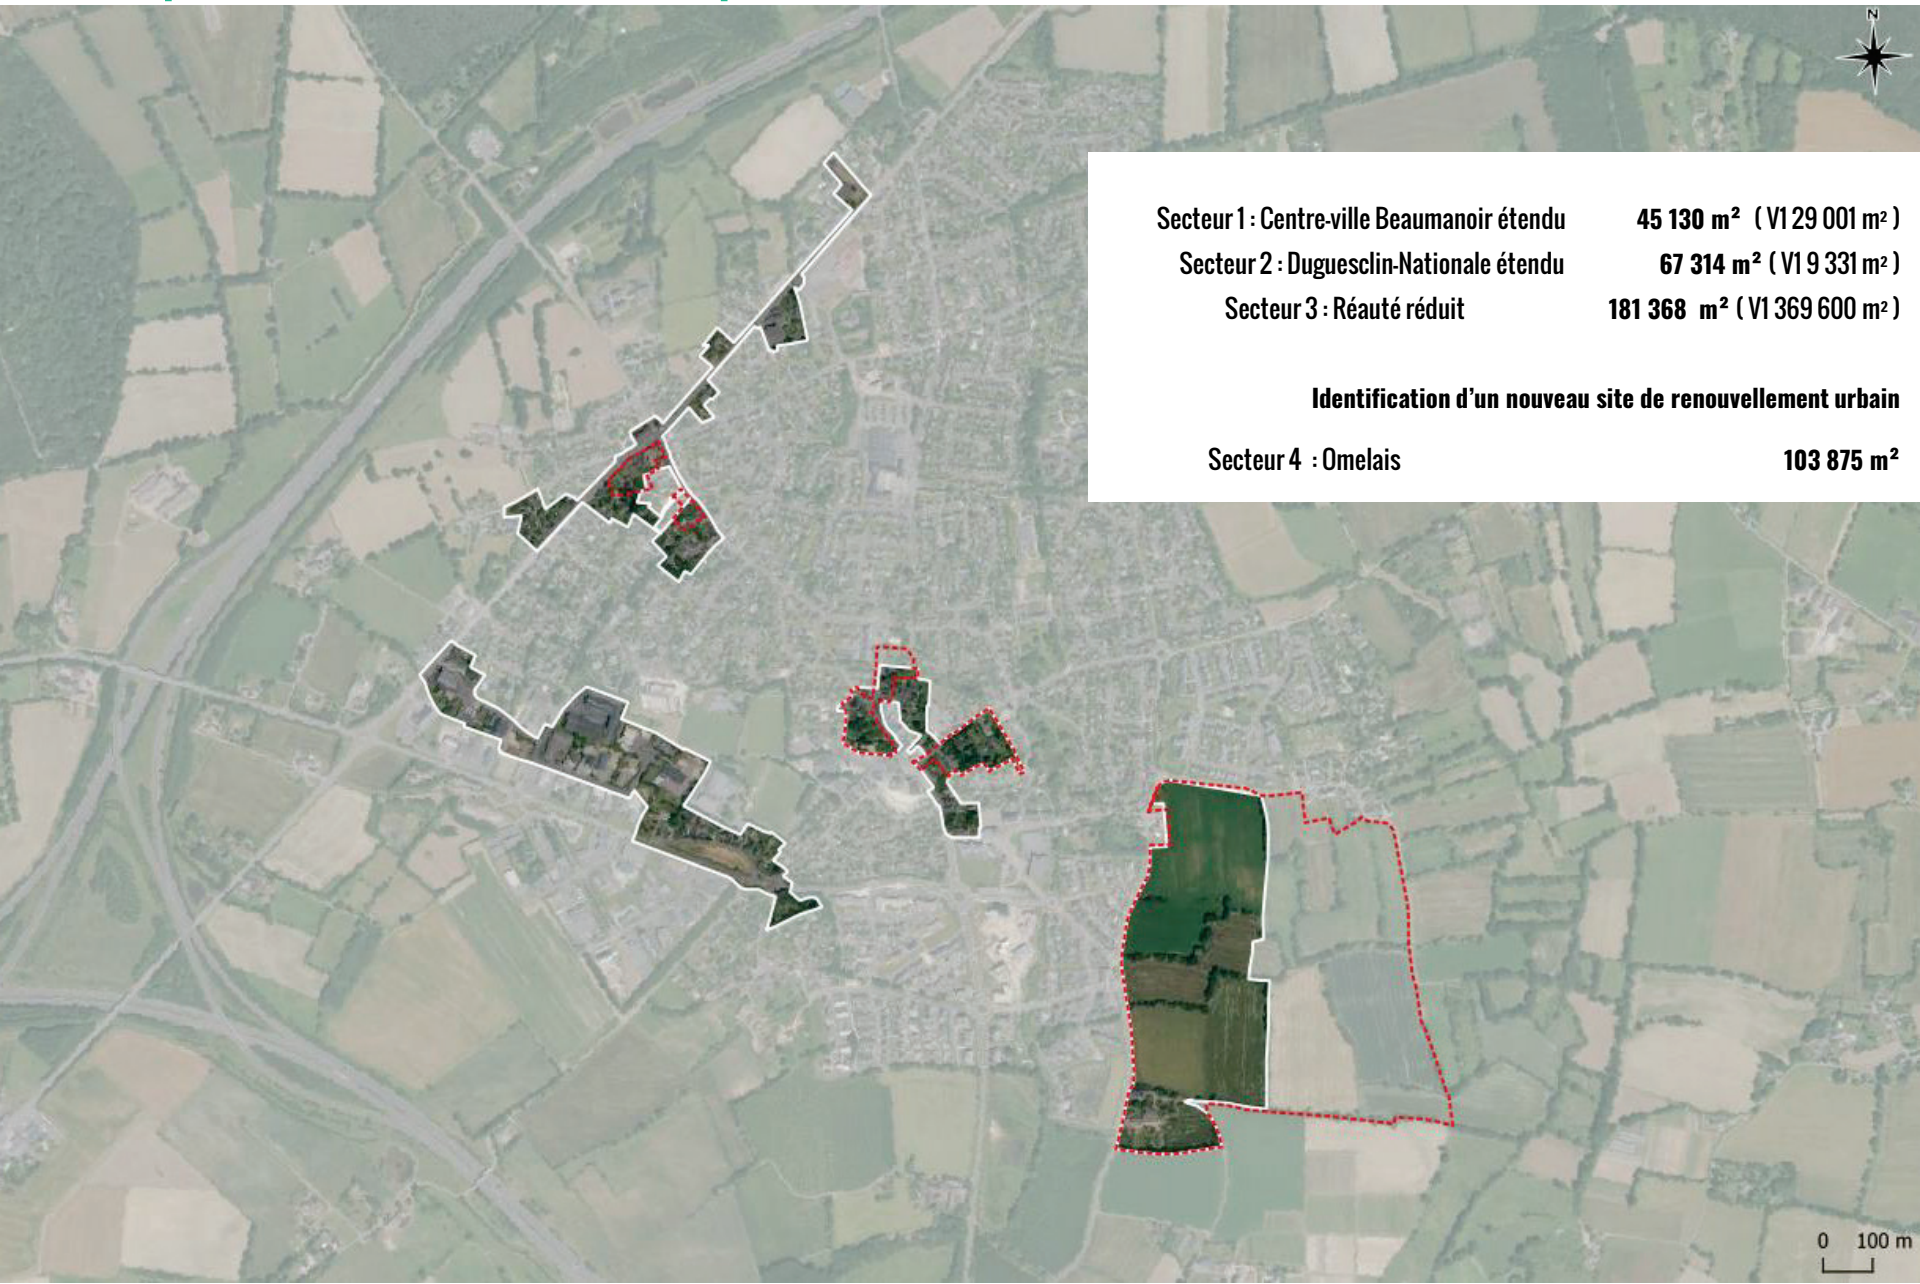 N
Secteur 1 : Centre-ville Beaumanoir étendu 45 130 m² ( V1 29 001 m² )
Secteur 2 : Duguesclin-Nationale étendu 67 314 m² ( V1 9 331 m² )
Secteur 3 : Réauté réduit 181 368 m² ( V1 369 600 m² )
Identification d'un nouveau site de renouvellement urbain
Secteur 4 : Omelais 103 875 m²
0 100 m